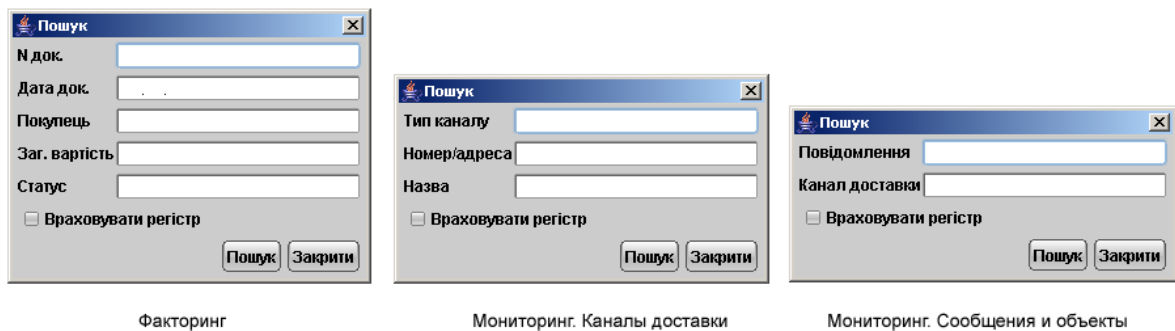 Пошук
N док.
Дата док.
. .
Покупець
Заг. вартість
Статус
Враховувати регістр
Пошук Закрити
Факторинг
Пошук
Тип каналу
Номер/адреса
Назва
Враховувати регістр
Пошук Закрити
Мониторинг. Каналы доставки
Пошук
Повідомлення
Канал доставки
Враховувати регістр
Пошук Закрити
Мониторинг. Сообщения и объекты